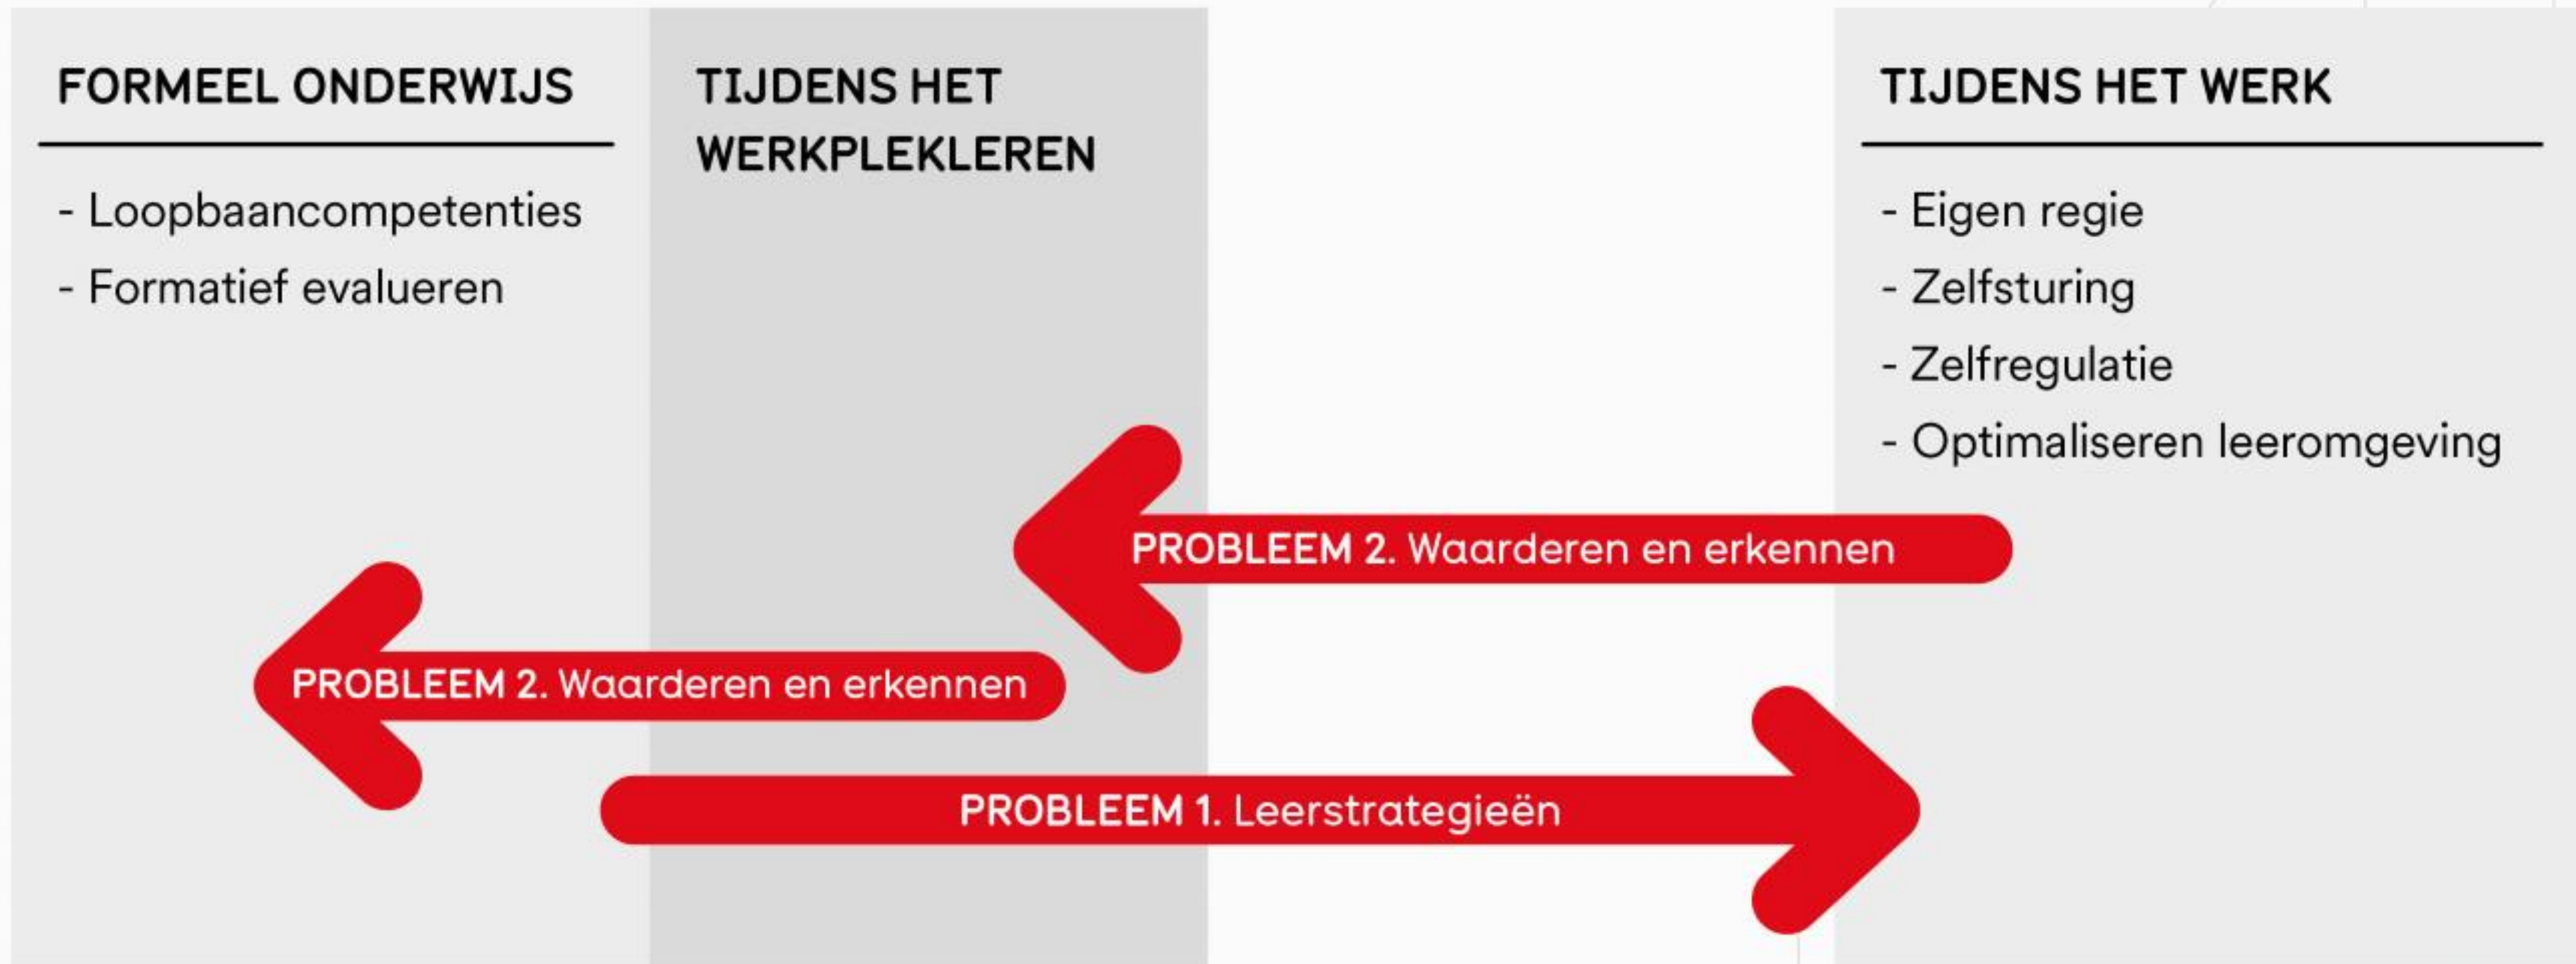 FORMEEL ONDERWIJS
- Loopbaancompetenties
- Formatief evalueren
TIJDENS HET
WERKPLEKLEREN
TIJDENS HET WERK
- Eigen regie
- Zelfsturing
- Zelfregulatie
- Optimaliseren leeromgeving
PROBLEEM 2. Waarderen en erkennen
PROBLEEM 2. Waarderen en erkennen
PROBLEEM 1. Leerstrategieën